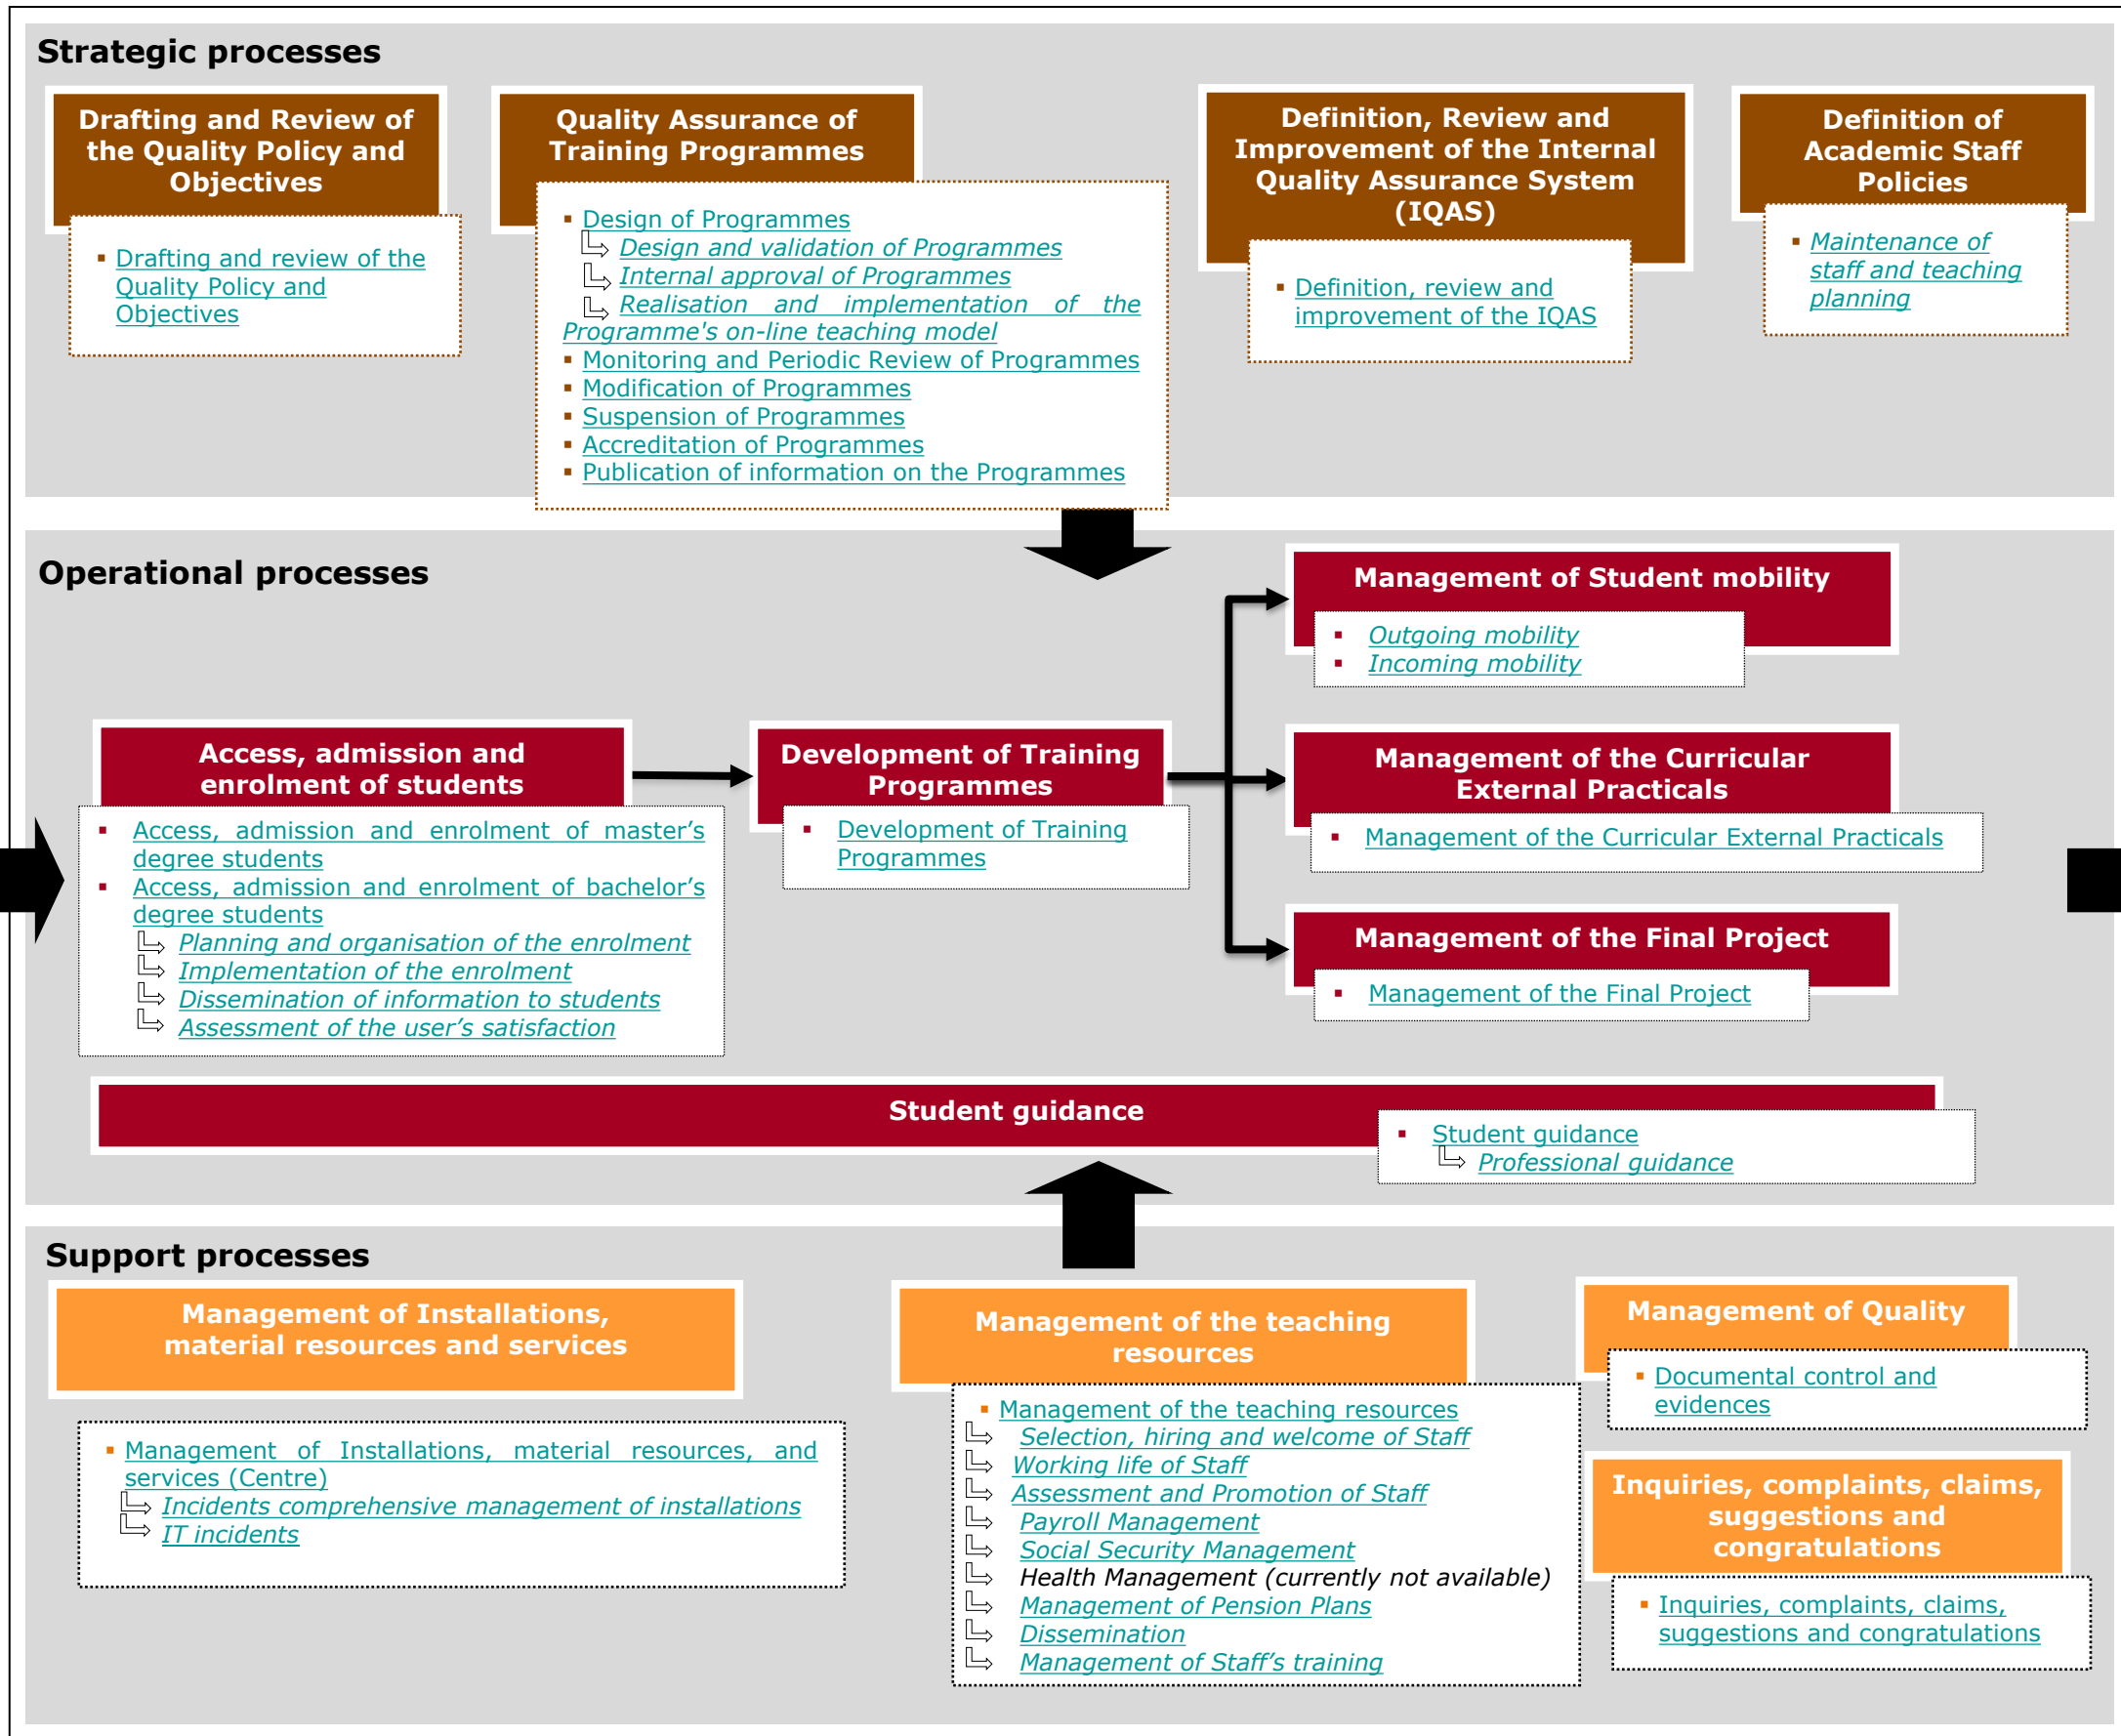 Strategic processes
Drafting and Review of
the Quality Policy and
Objectives
▪ Drafting and review of the
Quality Policy and
Objectives
Quality Assurance of
Training Programmes
▪ Design of Programmes
Design and validation of Programmes
Internal approval of Programmes
Realisation and implementation of the
Programme's on-line teaching model
▪ Monitoring and Periodic Review of Programmes
▪ Modification of Programmes
▪ Suspension of Programmes
▪ Accreditation of Programmes
▪ Publication of information on the Programmes
Definition, Review and
Improvement of the Internal
Quality Assurance System
(IQAS)
▪ Definition, review and
improvement of the IQAS
Definition of
Academic Staff
Policies
▪ Maintenance of
staff and teaching
planning
Operational processes
Management of Student mobility
▪ Outgoing mobility
▪ Incoming mobility
Access, admission and
enrolment of students
▪ Access, admission and enrolment of master’s
degree students
▪ Access, admission and enrolment of bachelor’s
degree students
Planning and organisation of the enrolment
Implementation of the enrolment
Dissemination of information to students
Assessment of the user’s satisfaction
Development of Training
Programmes
▪ Development of Training
Programmes
Management of the Curricular
External Practicals
▪ Management of the Curricular External Practicals
Management of the Final Project
▪ Management of the Final Project
Student guidance
▪ Student guidance
Professional guidance
Support processes
Management of Installations,
material resources and services
▪ Management of Installations, material resources, and
services (Centre)
Incidents comprehensive management of installations
IT incidents
Management of the teaching
resources
▪ Management of the teaching resources
Selection, hiring and welcome of Staff
Working life of Staff
Assessment and Promotion of Staff
Payroll Management
Social Security Management
Health Management (currently not available)
Management of Pension Plans
Dissemination
Management of Staff’s training
Management of Quality
▪ Documental control and
evidences
Inquiries, complaints, claims,
suggestions and
congratulations
▪ Inquiries, complaints, claims,
suggestions and congratulations